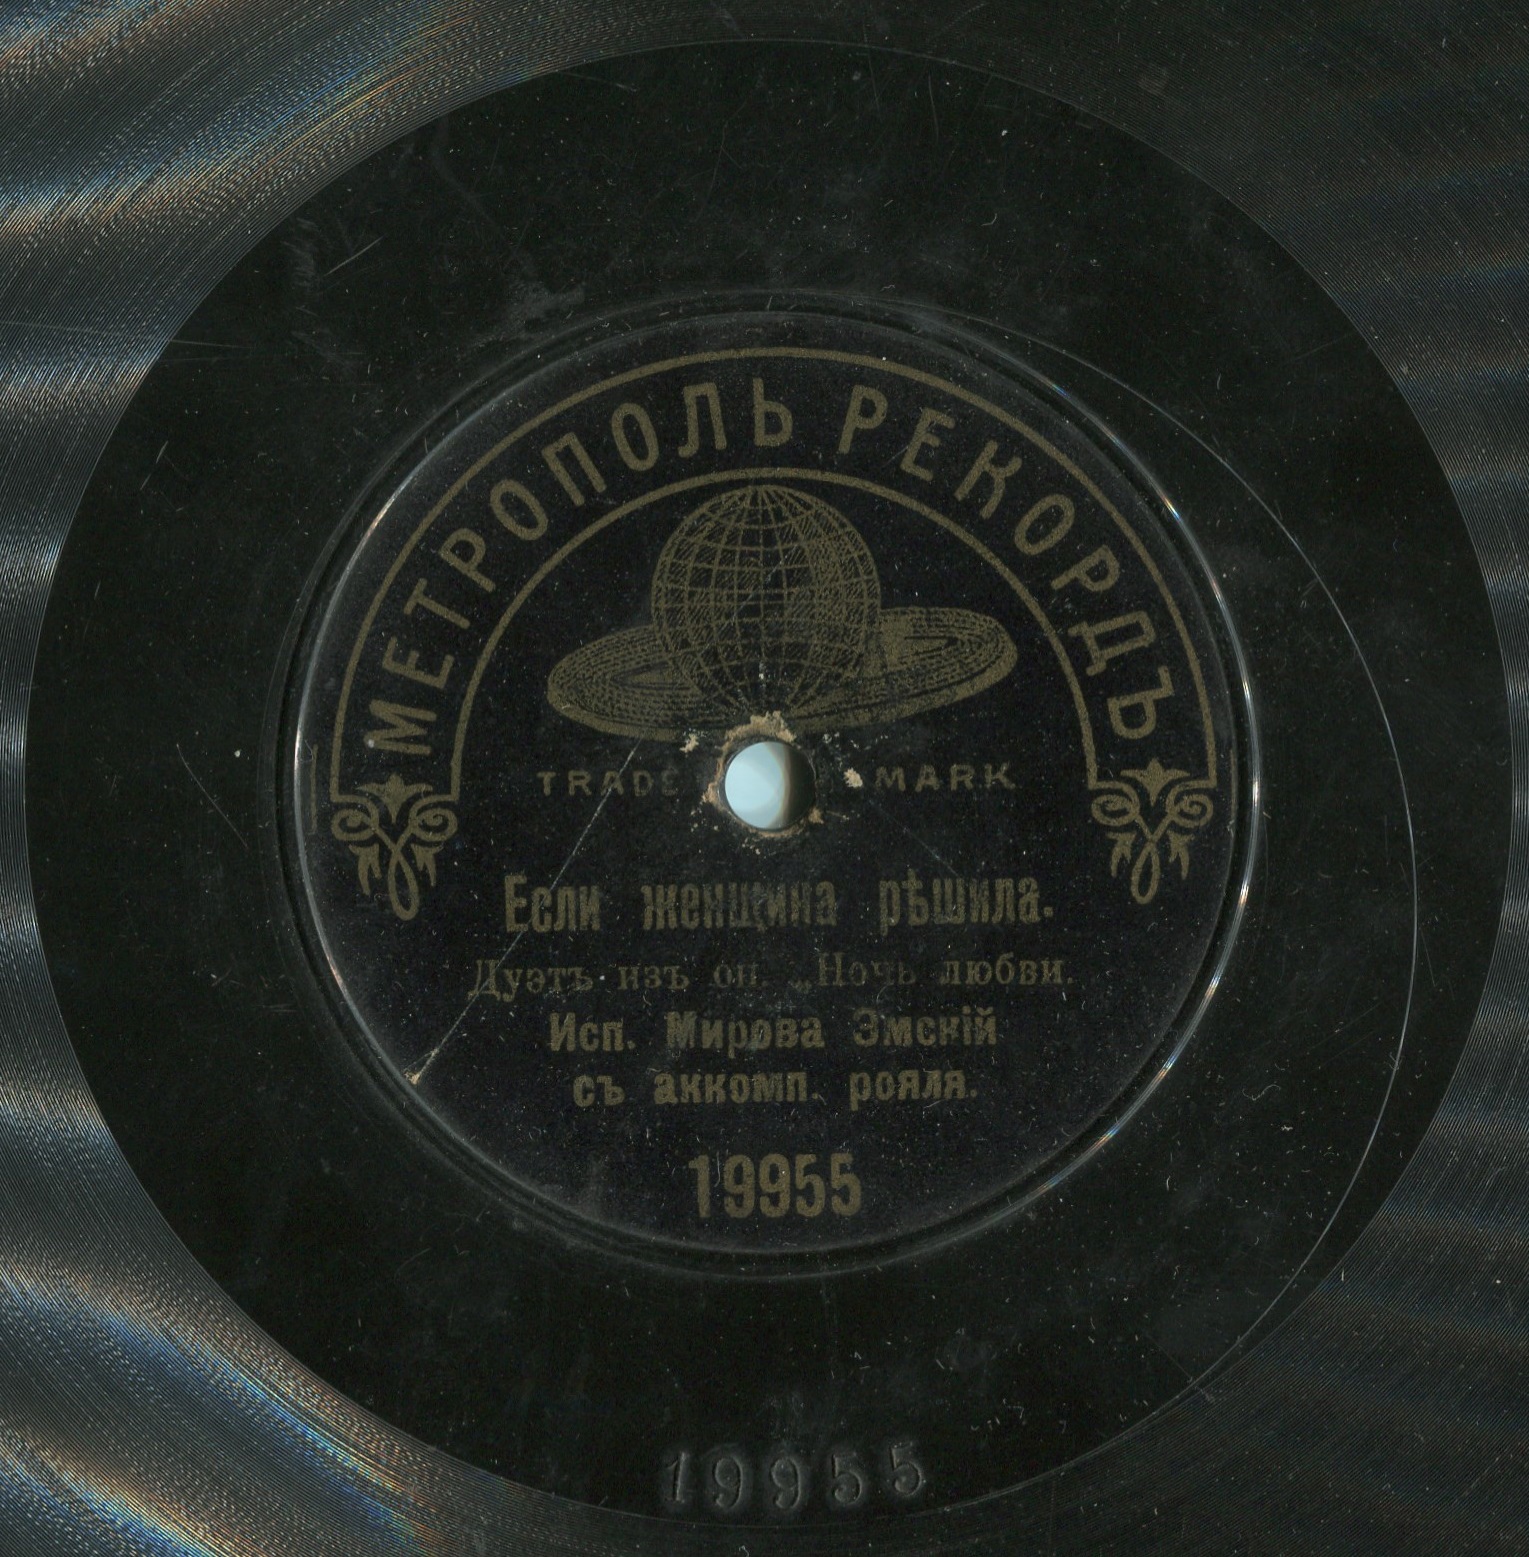 МЕТРОПОЛЬ РЕКОРДЪ
TRADE MARK
Если женщина рѣшила.
Дуэтъ изъ оп. „Ночь любви.
Исп. Мирова Эмскій
съ аккомп. рояля.
19955
19955